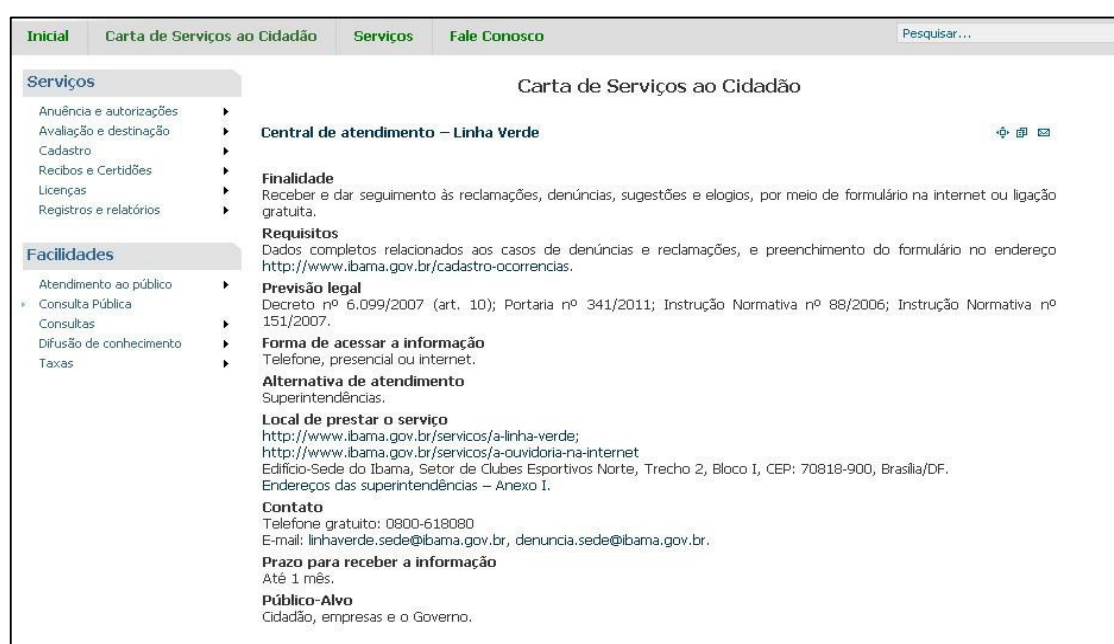 Inicial Carta de Serviços ao Cidadão Serviços Fale Conosco Pesquisar...
Serviços
Anuência e autorizações
Avaliação e destinação
Cadastro
Recibos e Certidões
Licenças
Registros e relatórios
Facilidades
Atendimento ao público
Consulta Pública
Consultas
Difusão de conhecimento
Taxas
Carta de Serviços ao Cidadão
Central de atendimento – Linha Verde
Finalidade
Receber e dar seguimento às reclamações, denúncias, sugestões e elogios, por meio de formulário na internet ou ligação
gratuita.
Requisitos
Dados completos relacionados aos casos de denúncias e reclamações, e preenchimento do formulário no endereço
http://www.ibama.gov.br/cadastro-ocorrencias.
Previsão legal
Decreto nº 6.099/2007 (art. 10); Portaria nº 341/2011; Instrução Normativa nº 88/2006; Instrução Normativa nº
151/2007.
Forma de acessar a informação
Telefone, presencial ou internet.
Alternativa de atendimento
Superintendências.
Local de prestar o serviço
http://www.ibama.gov.br/servicos/a-linha-verde;
http://www.ibama.gov.br/servicos/a-ouvidoria-na-internet
Edifício-Sede do Ibama, Setor de Clubes Esportivos Norte, Trecho 2, Bloco I, CEP: 70818-900, Brasília/DF.
Endereços das superintendências – Anexo I.
Contato
Telefone gratuito: 0800-618080
E-mail: linhaverde.sede@ibama.gov.br, denuncia.sede@ibama.gov.br.
Prazo para receber a informação
Até 1 mês.
Público-Alvo
Cidadão, empresas e o Governo.